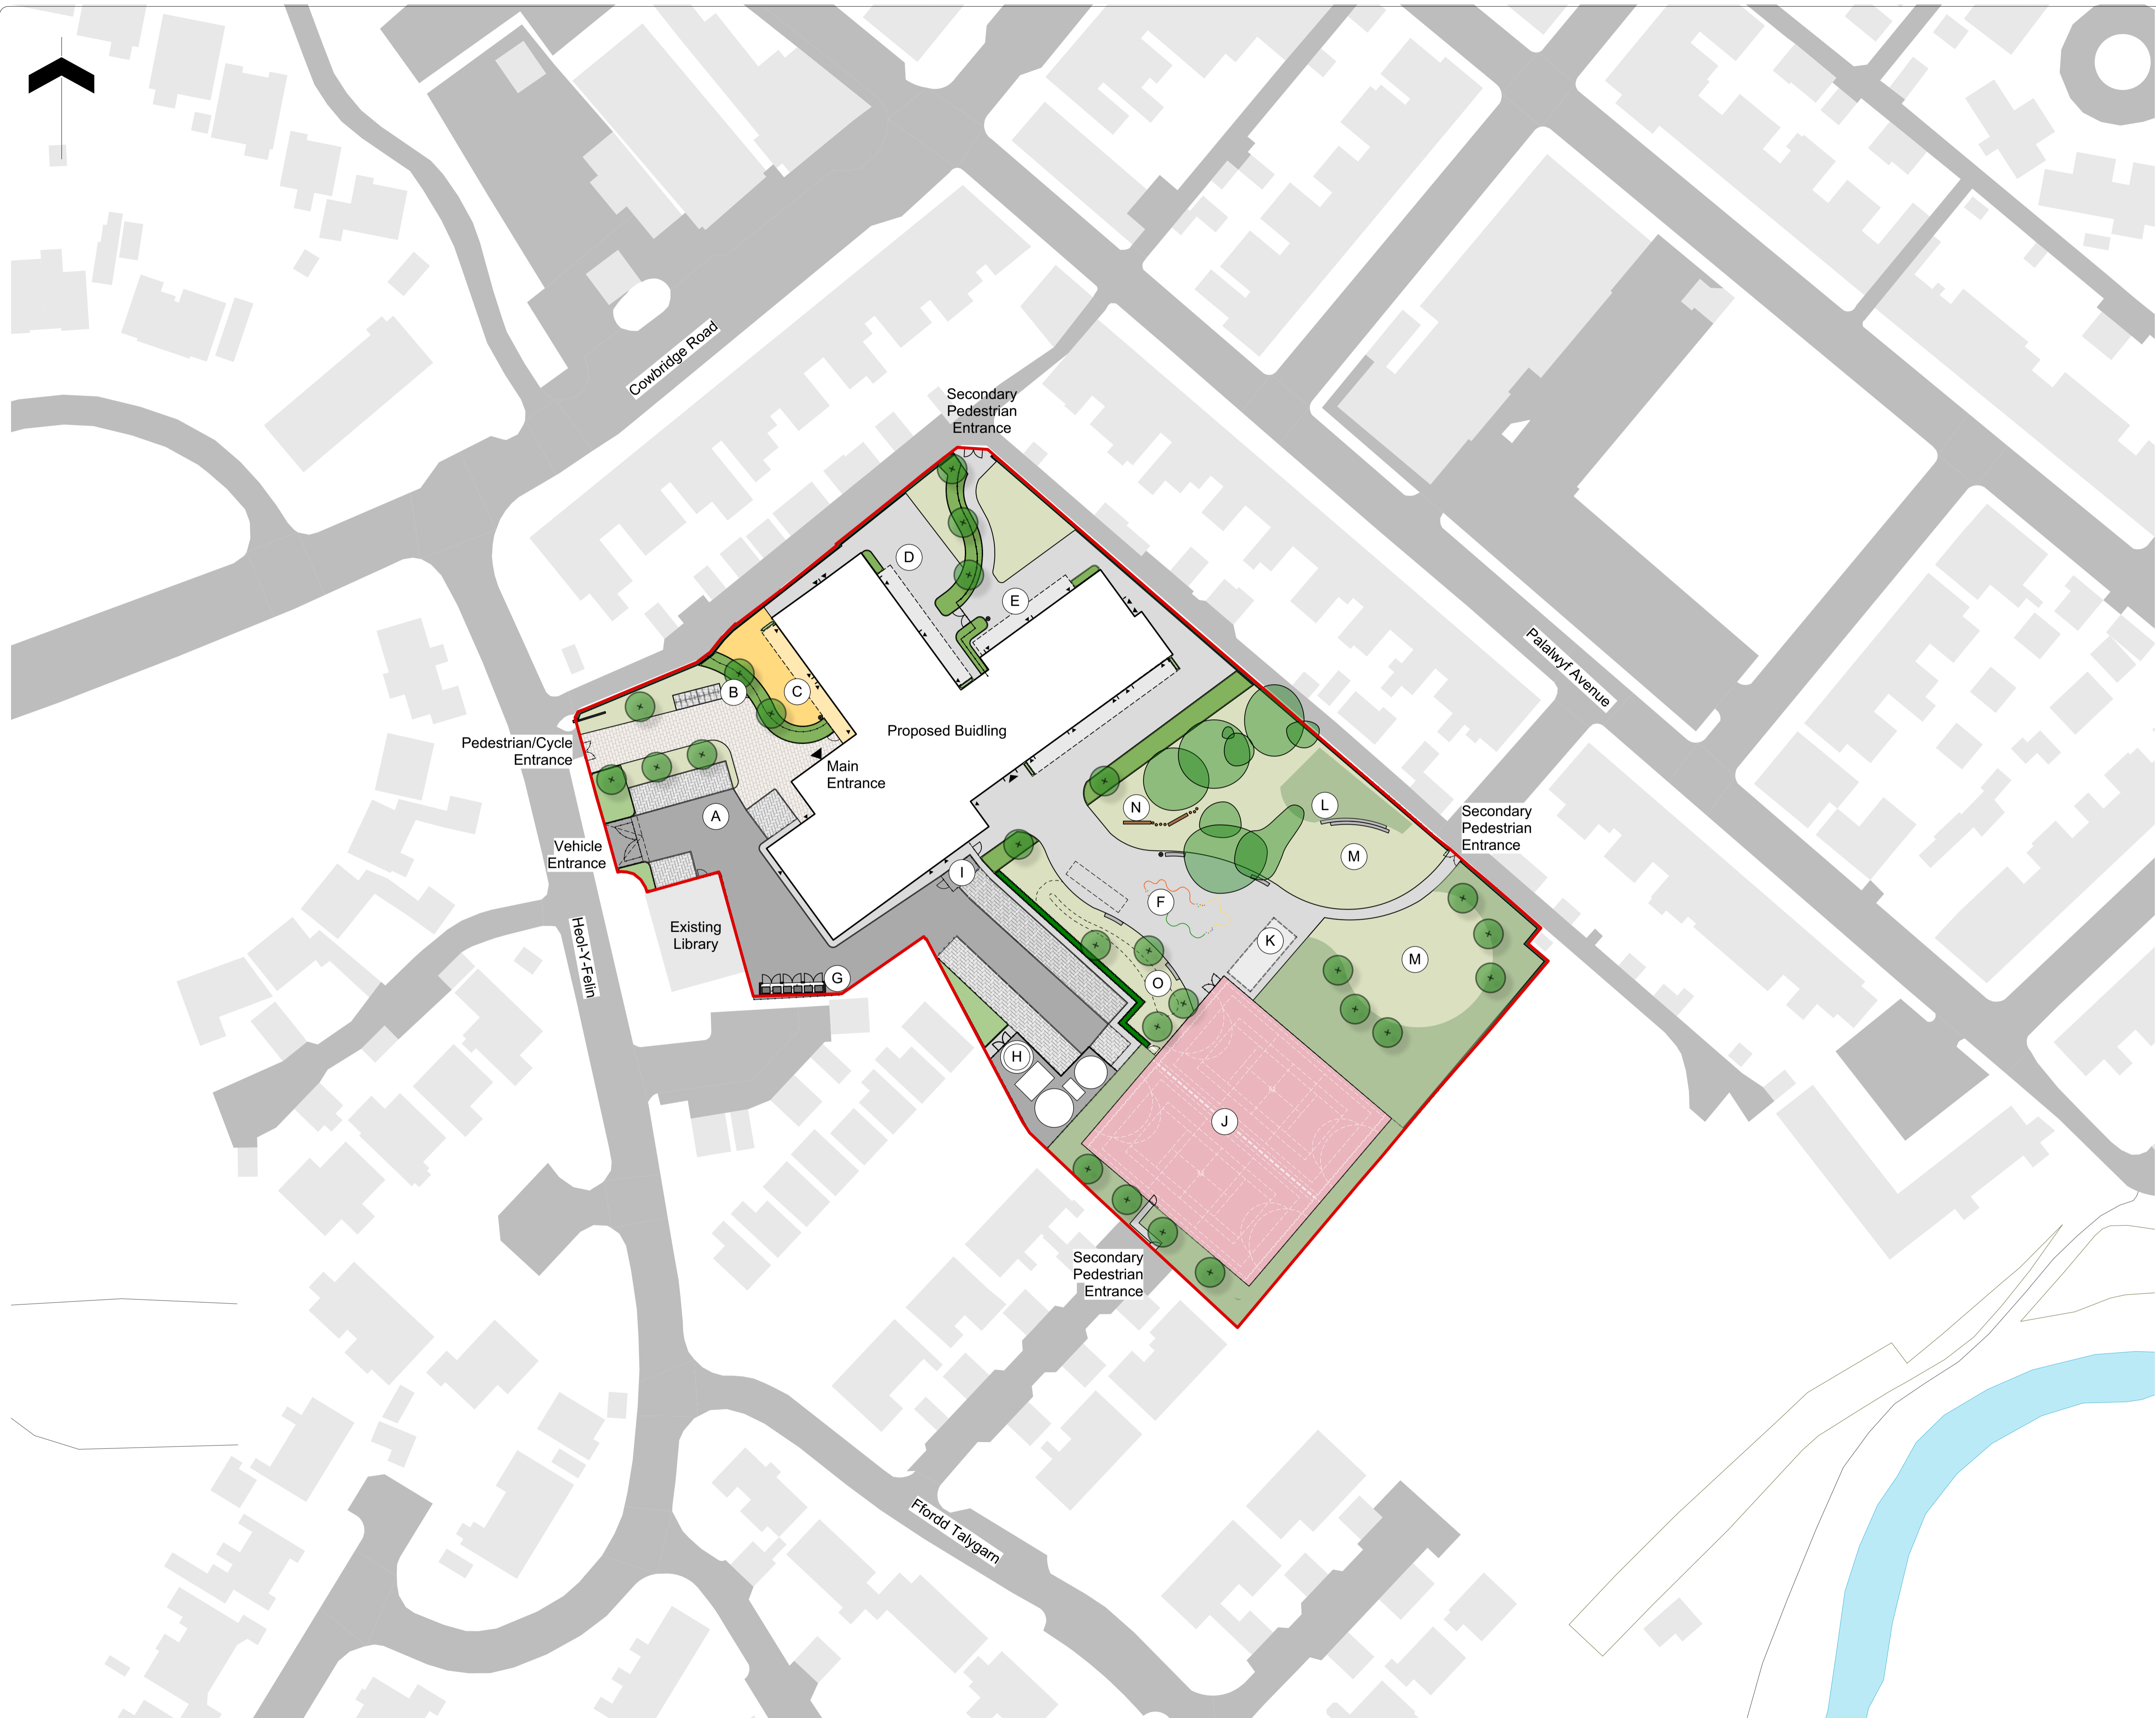 Cowbridge Road
Secondary
Pedestrian
Entrance
D
E
B
C
Proposed Buidling
Palalwyf Avenue
Pedestrian/Cycle
Entrance
Main
Entrance
A
Vehicle
Entrance
N
L
Secondary
Pedestrian
Entrance
M
I
F
Existing
Library
Heol-Y-Felin
K
M
G
O
H
J
Secondary
Pedestrian
Entrance
Ffordd Talygarn